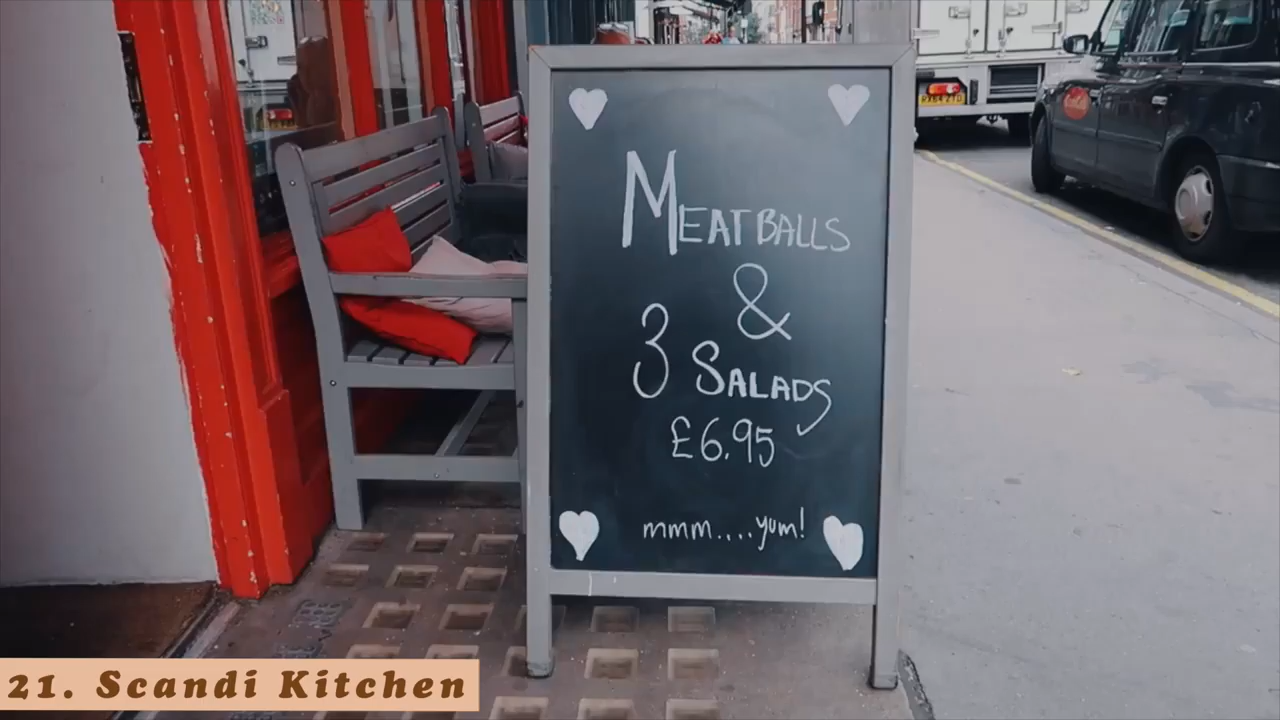 Meatballs
&
3 Salads
£6.95
mmm....yum!
21. Scandi Kitchen